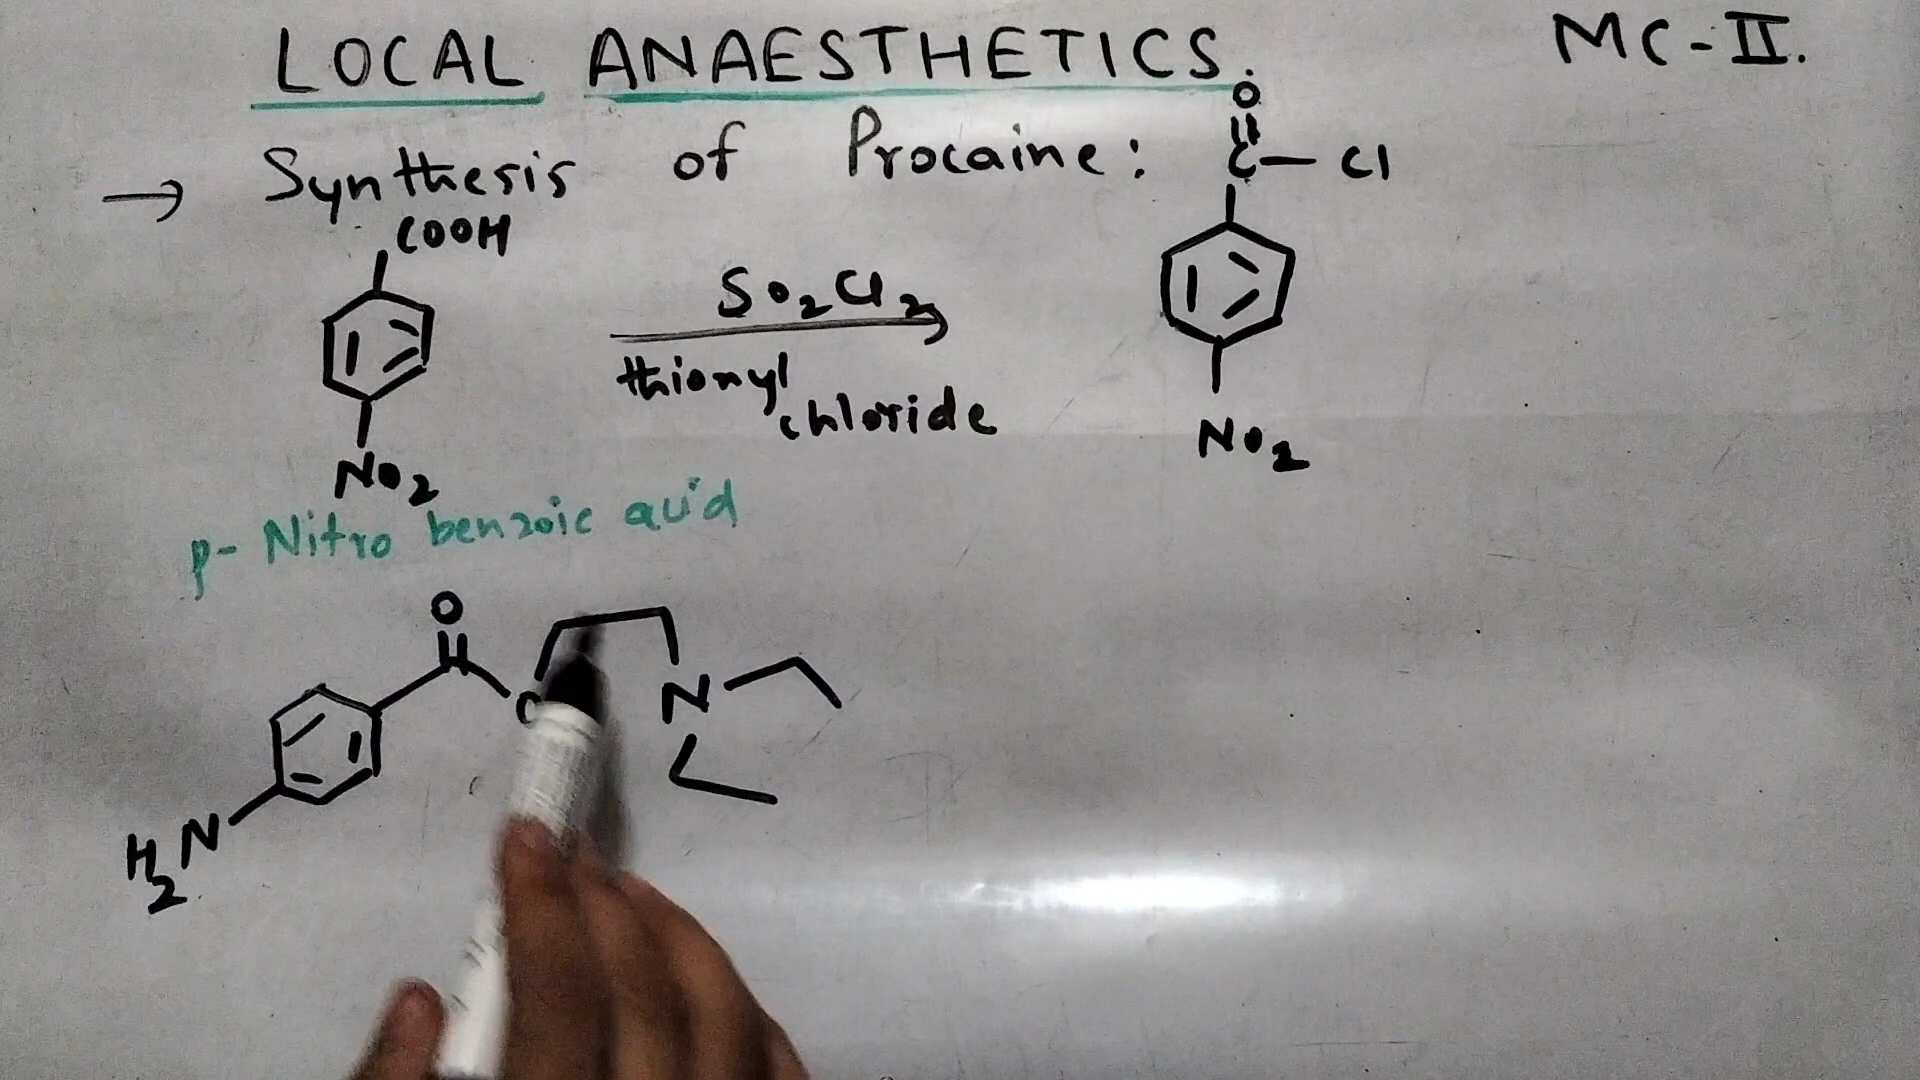 LOCAL ANAESTHETICS.
MC-II.
→ Synthesis of Procaine:
COOH
NO2
p-Nitro benzoic acid
SO2Cl2
thionyl
chloride
O
C-Cl
NO2
O
O
N
H2N